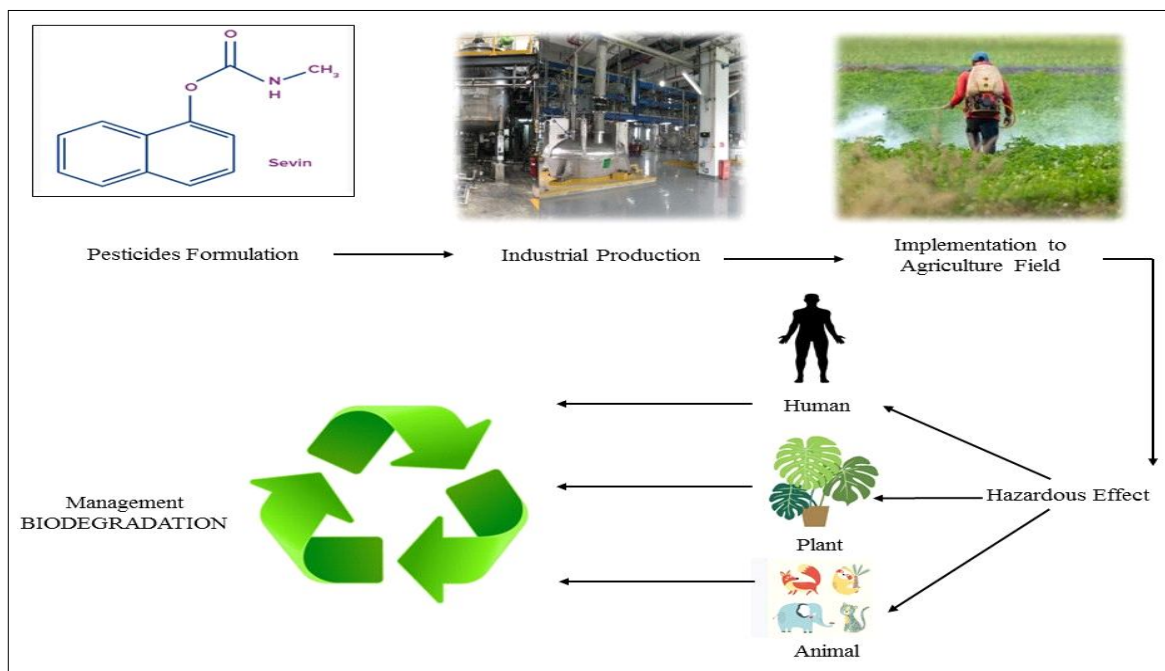 O
O
N
H
CH₃
Sevin
Pesticides Formulation
Industrial Production
Implementation to
Agriculture Field
Human
Hazardous Effect
Management
BIODEGRADATION
Plant
Animal